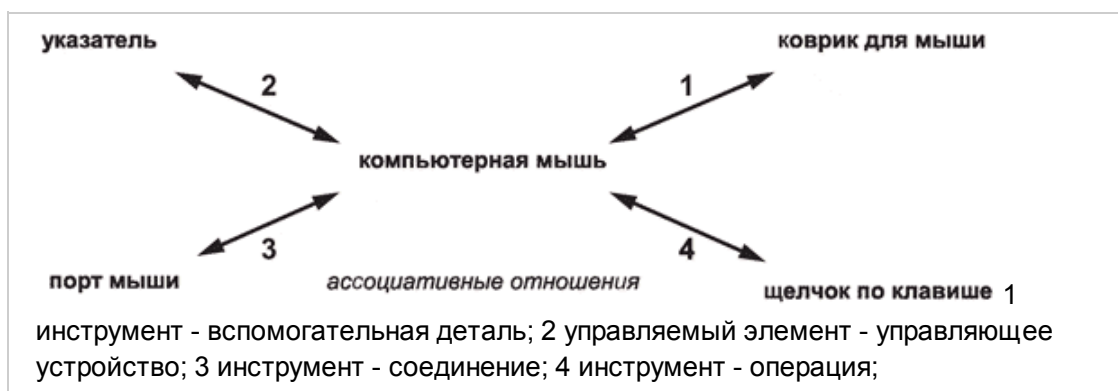 указатель коврик для мыши
2 1
компьютерная мышь
3 4
порт мыши ассоциативные отношения щелчок по клавише 1
инструмент - вспомогательная деталь; 2 управляемый элемент - управляющее
устройство; 3 инструмент - соединение; 4 инструмент - операция;